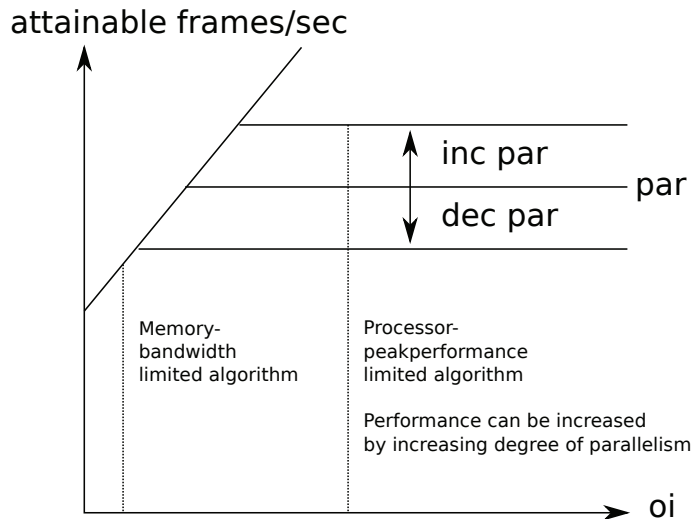 attainable frames/sec
inc par
par
dec par
Memory-
bandwidth
limited algorithm
Processor-
peakperformance
limited algorithm
Performance can be increased
by increasing degree of parallelism
oi